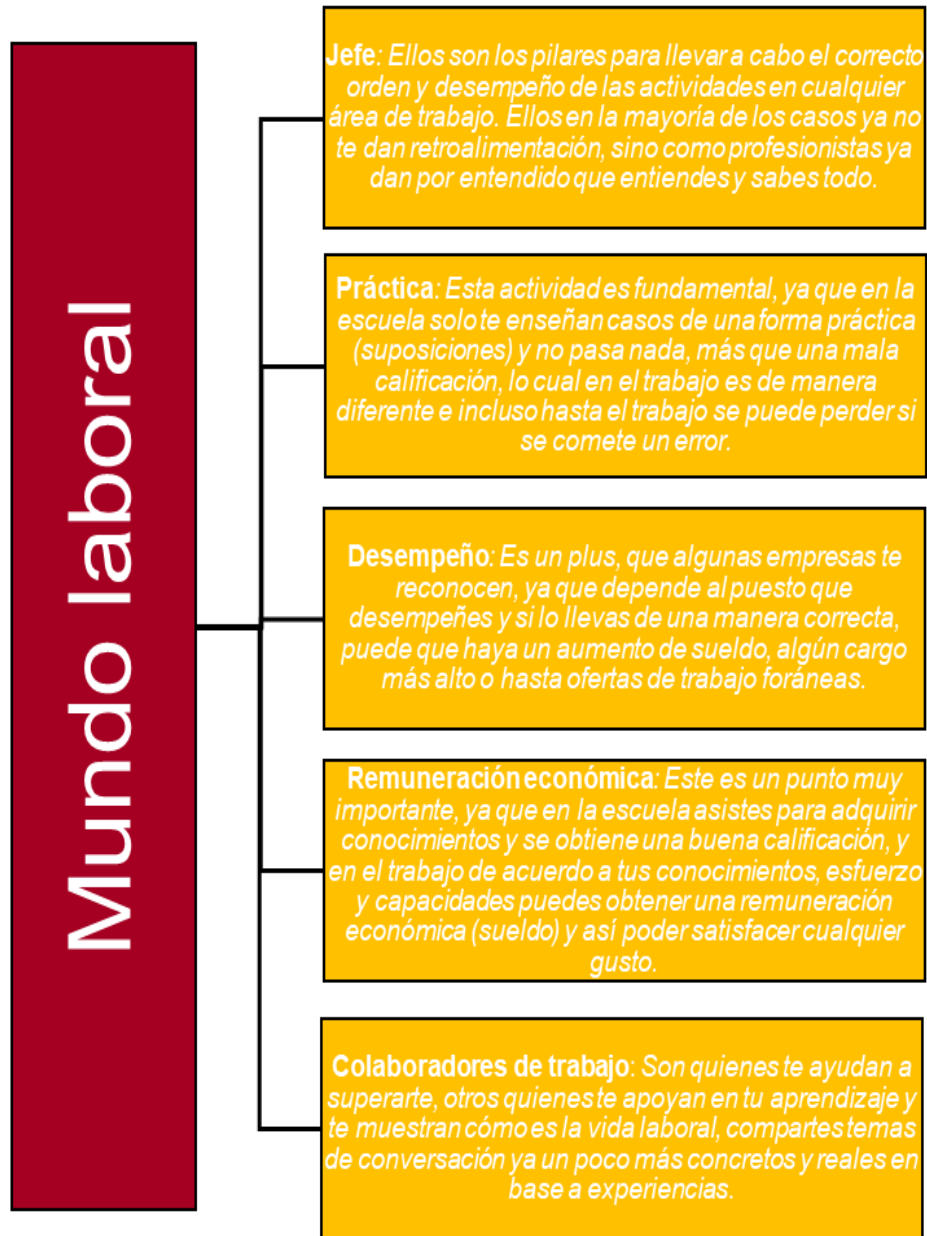 Mundo laboral
Jefe: Ellos son los pilares para llevar a cabo el correcto
orden y desempeño de las actividades en cualquier
área de trabajo. Ellos en la mayoría de los casos ya no
te dan retroalimentación, sino como profesionistas ya
dan por entendido que entiendes y sabes todo.
Práctica: Esta actividad es fundamental, ya que en la
escuela solo te enseñan casos de una forma práctica
(suposiciones) y no pasa nada, más que una mala
calificación, lo cual en el trabajo es de manera
diferente e incluso hasta el trabajo se puede perder si
se comete un error.
Desempeño: Es un plus, que algunas empresas te
reconocen, ya que depende al puesto que
desempeñes y si lo llevas de una manera correcta,
puede que haya un aumento de sueldo, algún cargo
más alto o hasta ofertas de trabajo foráneas.
Remuneración económica: Este es un punto muy
importante, ya que en la escuela asistes para adquirir
conocimientos y se obtiene una buena calificación, y
en el trabajo de acuerdo a tus conocimientos, esfuerzo
y capacidades puedes obtener una remuneración
económica (sueldo) y así poder satisfacer cualquier
gusto.
Colaboradores de trabajo: Son quienes te ayudan a
superarte, otros quienes te apoyan en tu aprendizaje y
te muestran cómo es la vida laboral, compartes temas
de conversación ya un poco más concretos y reales en
base a experiencias.